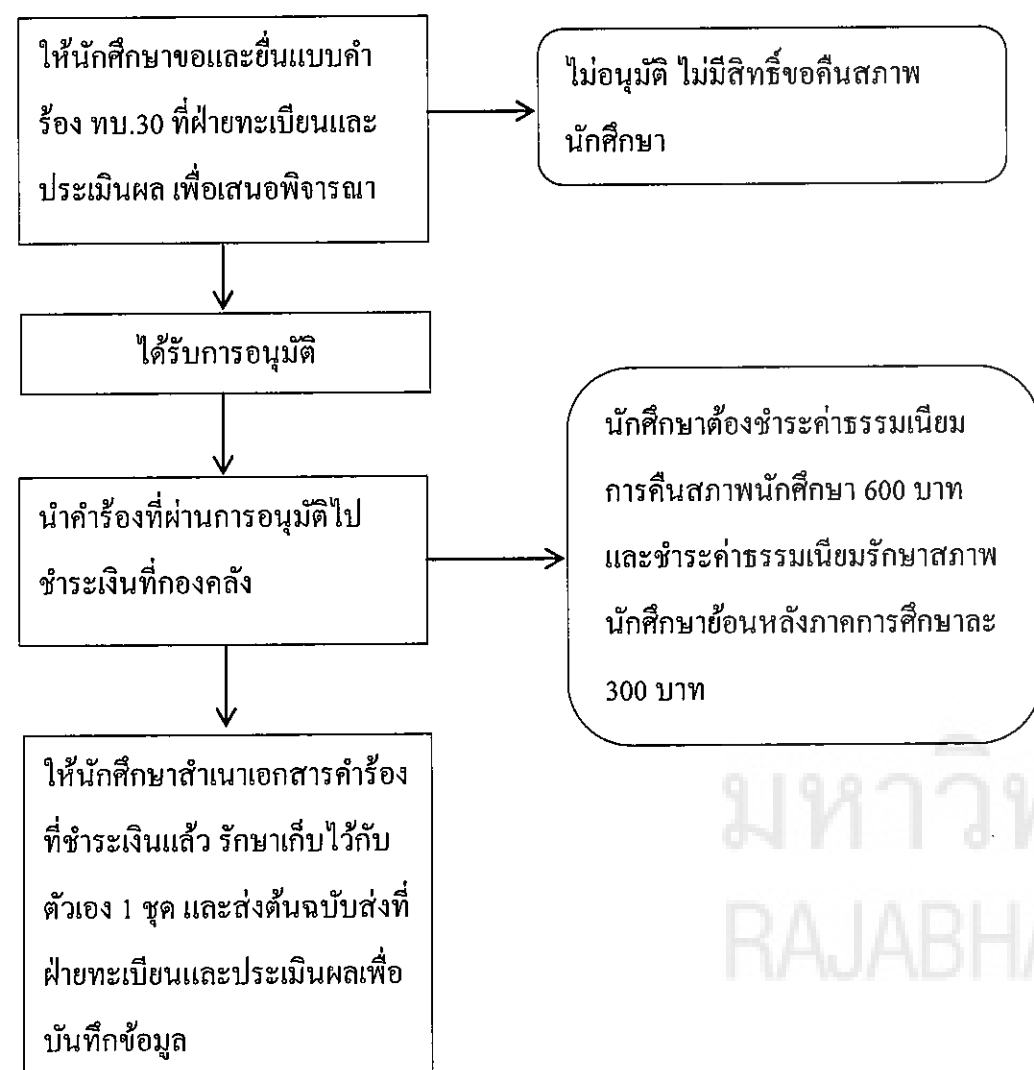 ให้นักศึกษาขอและยื่นแบบคำ
ร้อง ทบ.30 ที่ฝ่ายทะเบียนและ
ประเมินผล เพื่อเสนอพิจารณา
ไม่อนุมัติ ไม่มีสิทธิ์ขอคืนสภาพ
นักศึกษา
ได้รับการอนุมัติ
นำคำร้องที่ผ่านการอนุมัติไป
ชำระเงินที่กองคลัง
นักศึกษาต้องชำระค่าธรรมเนียม
การคืนสภาพนักศึกษา 600 บาท
และชำระค่าธรรมเนียมรักษาสภาพ
นักศึกษาย้อนหลังภาคการศึกษาละ
300 บาท
ให้นักศึกษาสำเนาเอกสารคำร้อง
ที่ชำระเงินแล้ว รักษาเก็บไว้กับ
ตัวเอง 1 ชุด และส่งต้นฉบับส่งที่
ฝ่ายทะเบียนและประเมินผลเพื่อ
บันทึกข้อมูล
มหาวิท
RAJABHA